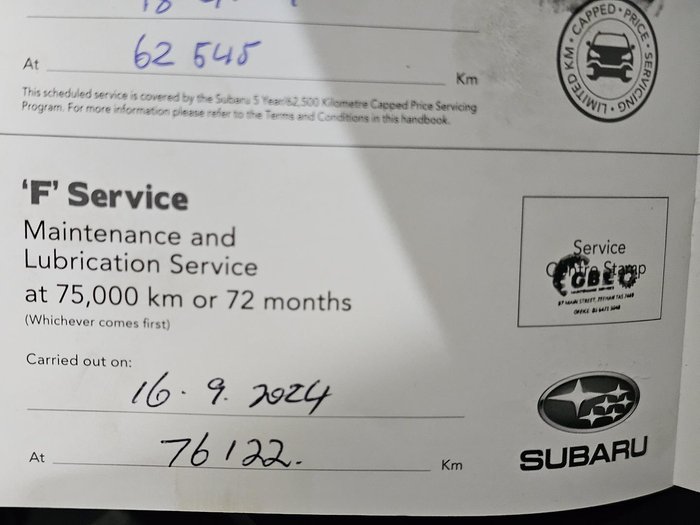 62 545
At
Km
LIMITED KM • CAPPED • PRICE • SERVICING
This scheduled service is covered by the Subaru 5 Year/62,500 Kilometre Capped Price Servicing
Program. For more information please refer to the Terms and Conditions in this handbook.
'F' Service
Maintenance and
Lubrication Service
at 75,000 km or 72 months
(Whichever comes first)
Service
Centre Stamp
GBL
Carried out on:
16. 9. 2024
At
76122.
Km
SUBARU